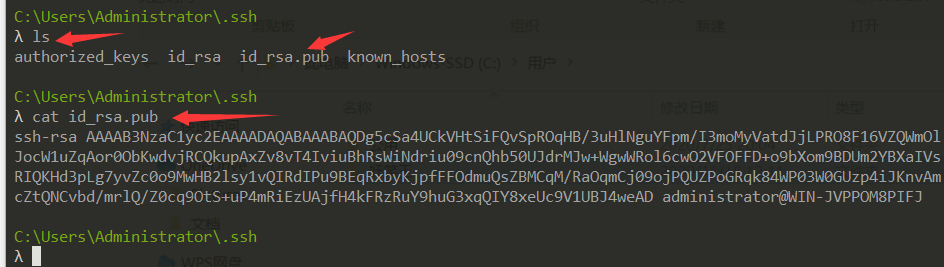 C:\Users\Administrator\.ssh
λ ls
authorized_keys id_rsa id_rsa.pub known_hosts
C:\Users\Administrator\.ssh
λ cat id_rsa.pub
ssh-rsa AAAAB3NzaC1yc2EAAAADAQABAAABAQDg5cSa4UCkVHtSiFQvSpROqHB/3uHlNguYFpm/I3moMyVatdJjLPRO8F16VZQWmOl
JocW1uZqAor0ObKwdvjRCQkupAxZv8vT4IviuBhRsWiNdriu09cnQhb50UJdrMJw+WgwWRol6cwO2VFOFFD+o9bXom9BDUm2YBXaIVs
RIQKHd3pLg7yvZc0o9MwHB2lsy1vQIRdIPu9BEqRxbyKjpfFFOdmuQsZBMCqM/RaOqmCj09ojPQUZPoGRqk84WP03W0GUzp4iJKnvAm
cZtQNCvbd/mrlQ/Z0cq9OtS+uP4mRiEzUAjfH4kFRzRuY9huG3xqQIY8xeUc9V1UBJ4weAD administrator@WIN-JVPPOM8PIFJ
C:\Users\Administrator\.ssh
λ